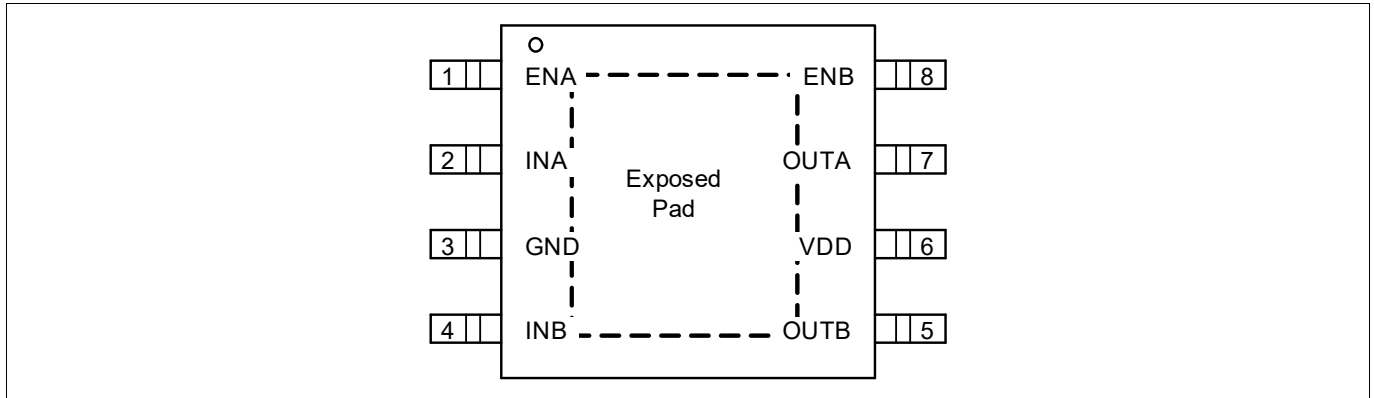 1 ENA ENB 8
2 INA OUTA 7
Exposed
Pad
3 GND VDD 6
4 INB OUTB 5